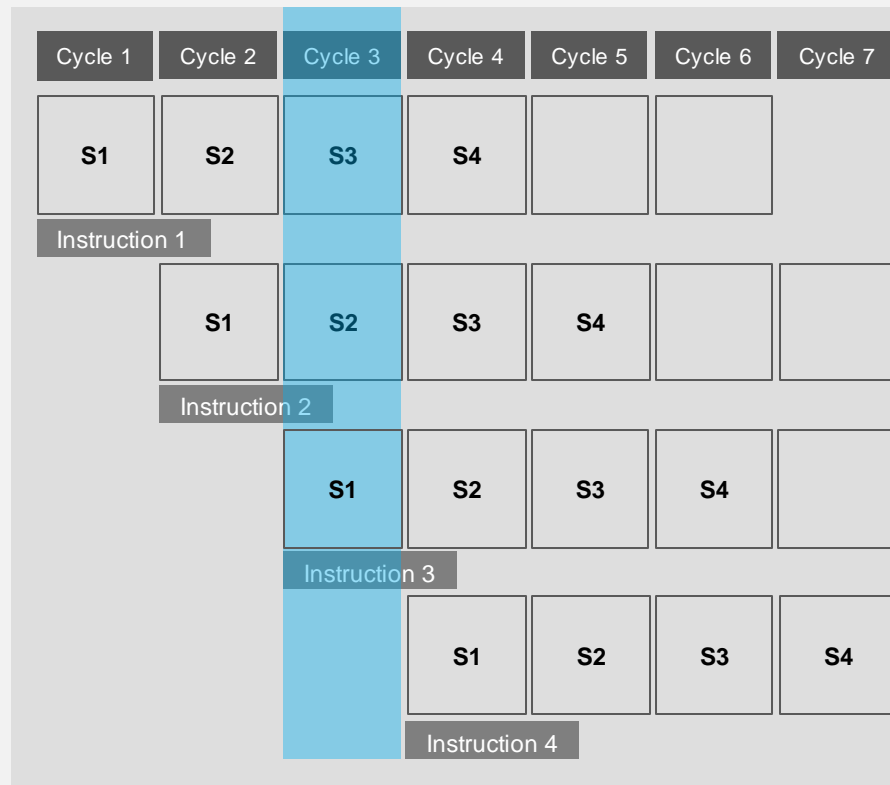 Cycle 1 Cycle 2 Cycle 3 Cycle 4 Cycle 5 Cycle 6 Cycle 7
S1 S2 S3 S4
Instruction 1
S1 S2 S3 S4
Instruction 2
S1 S2 S3 S4
Instruction 3
S1 S2 S3 S4
Instruction 4